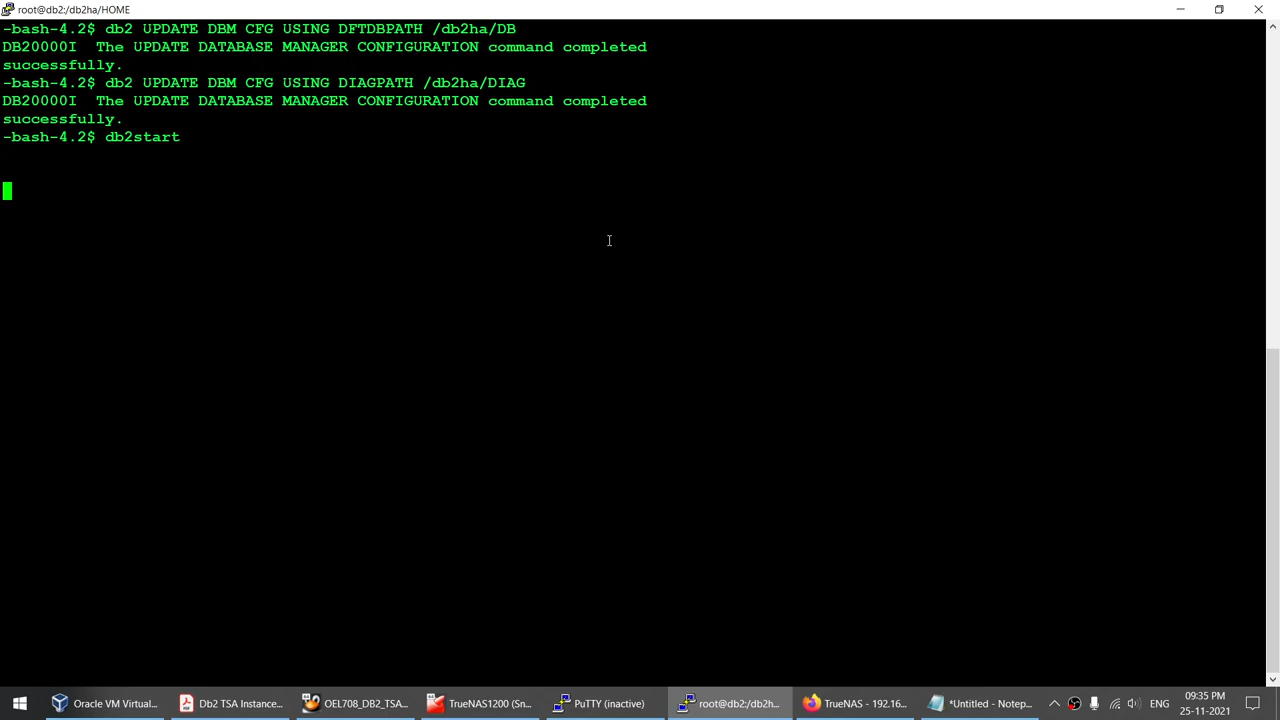 root@db2:/db2ha/HOME
-bash-4.2$ db2 UPDATE DBM CFG USING DFTDBPATH /db2ha/DB
DB20000I  The UPDATE DATABASE MANAGER CONFIGURATION command completed
successfully.
-bash-4.2$ db2 UPDATE DBM CFG USING DIAGPATH /db2ha/DIAG
DB20000I  The UPDATE DATABASE MANAGER CONFIGURATION command completed
successfully.
-bash-4.2$ db2start
Oracle VM Virtual...
Db2 TSA Instance...
OEL708_DB2_TSA...
TrueNAS1200 (Sn...
PuTTY (inactive)
root@db2:/db2h...
TrueNAS - 192.16...
*Untitled - Notep...
ENG
09:35 PM
25-11-2021